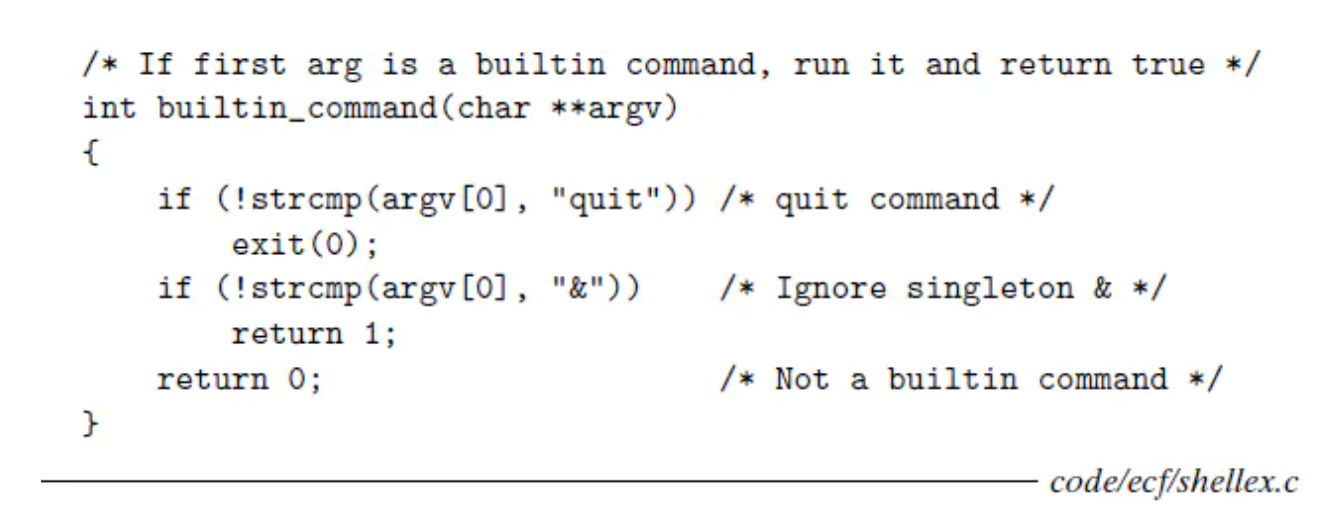 /* If first arg is a builtin command, run it and return true */
int builtin_command(char **argv)
{
    if (!strcmp(argv[0], "quit")) /* quit command */
        exit(0);
    if (!strcmp(argv[0], "&"))    /* Ignore singleton & */
        return 1;
    return 0;                     /* Not a builtin command */
}
code/ecf/shellex.c